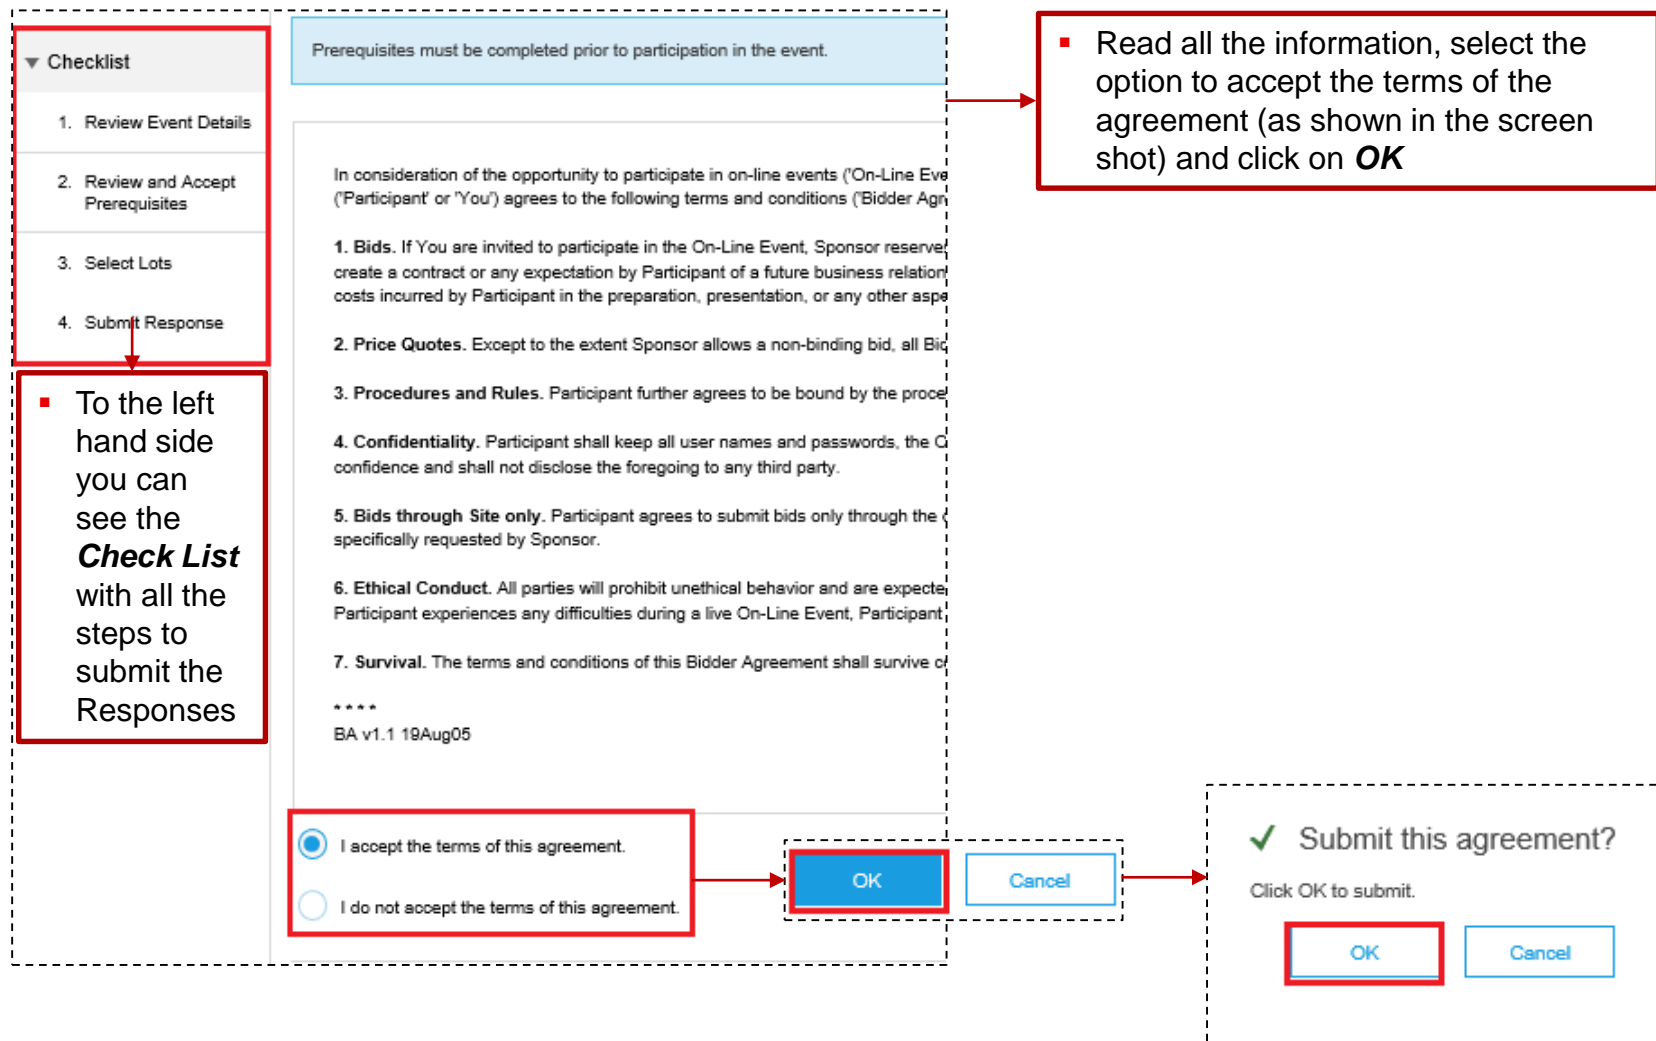 Checklist
1. Review Event Details
2. Review and Accept
Prerequisites
3. Select Lots
4. Submit Response
▪ To the left
hand side
you can
see the
Check List
with all the
steps to
submit the
Responses
Prerequisites must be completed prior to participation in the event.
In consideration of the opportunity to participate in on-line events ('On-Line Eve
('Participant' or 'You') agrees to the following terms and conditions ('Bidder Agr
1. Bids. If You are invited to participate in the On-Line Event, Sponsor reserve
create a contract or any expectation by Participant of a future business relation
costs incurred by Participant in the preparation, presentation, or any other aspe
2. Price Quotes. Except to the extent Sponsor allows a non-binding bid, all Bid
3. Procedures and Rules. Participant further agrees to be bound by the proce
4. Confidentiality. Participant shall keep all user names and passwords, the
confidence and shall not disclose the foregoing to any third party.
5. Bids through Site only. Participant agrees to submit bids only through the
specifically requested by Sponsor.
6. Ethical Conduct. All parties will prohibit unethical behavior and are expecte
Participant experiences any difficulties during a live On-Line Event, Participant
7. Survival. The terms and conditions of this Bidder Agreement shall survive
* * * *
BA v1.1 19Aug05
I accept the terms of this agreement.
I do not accept the terms of this agreement.
OK Cancel
▪ Read all the information, select the
option to accept the terms of the
agreement (as shown in the screen
shot) and click on OK
✓ Submit this agreement?
Click OK to submit.
OK Cancel